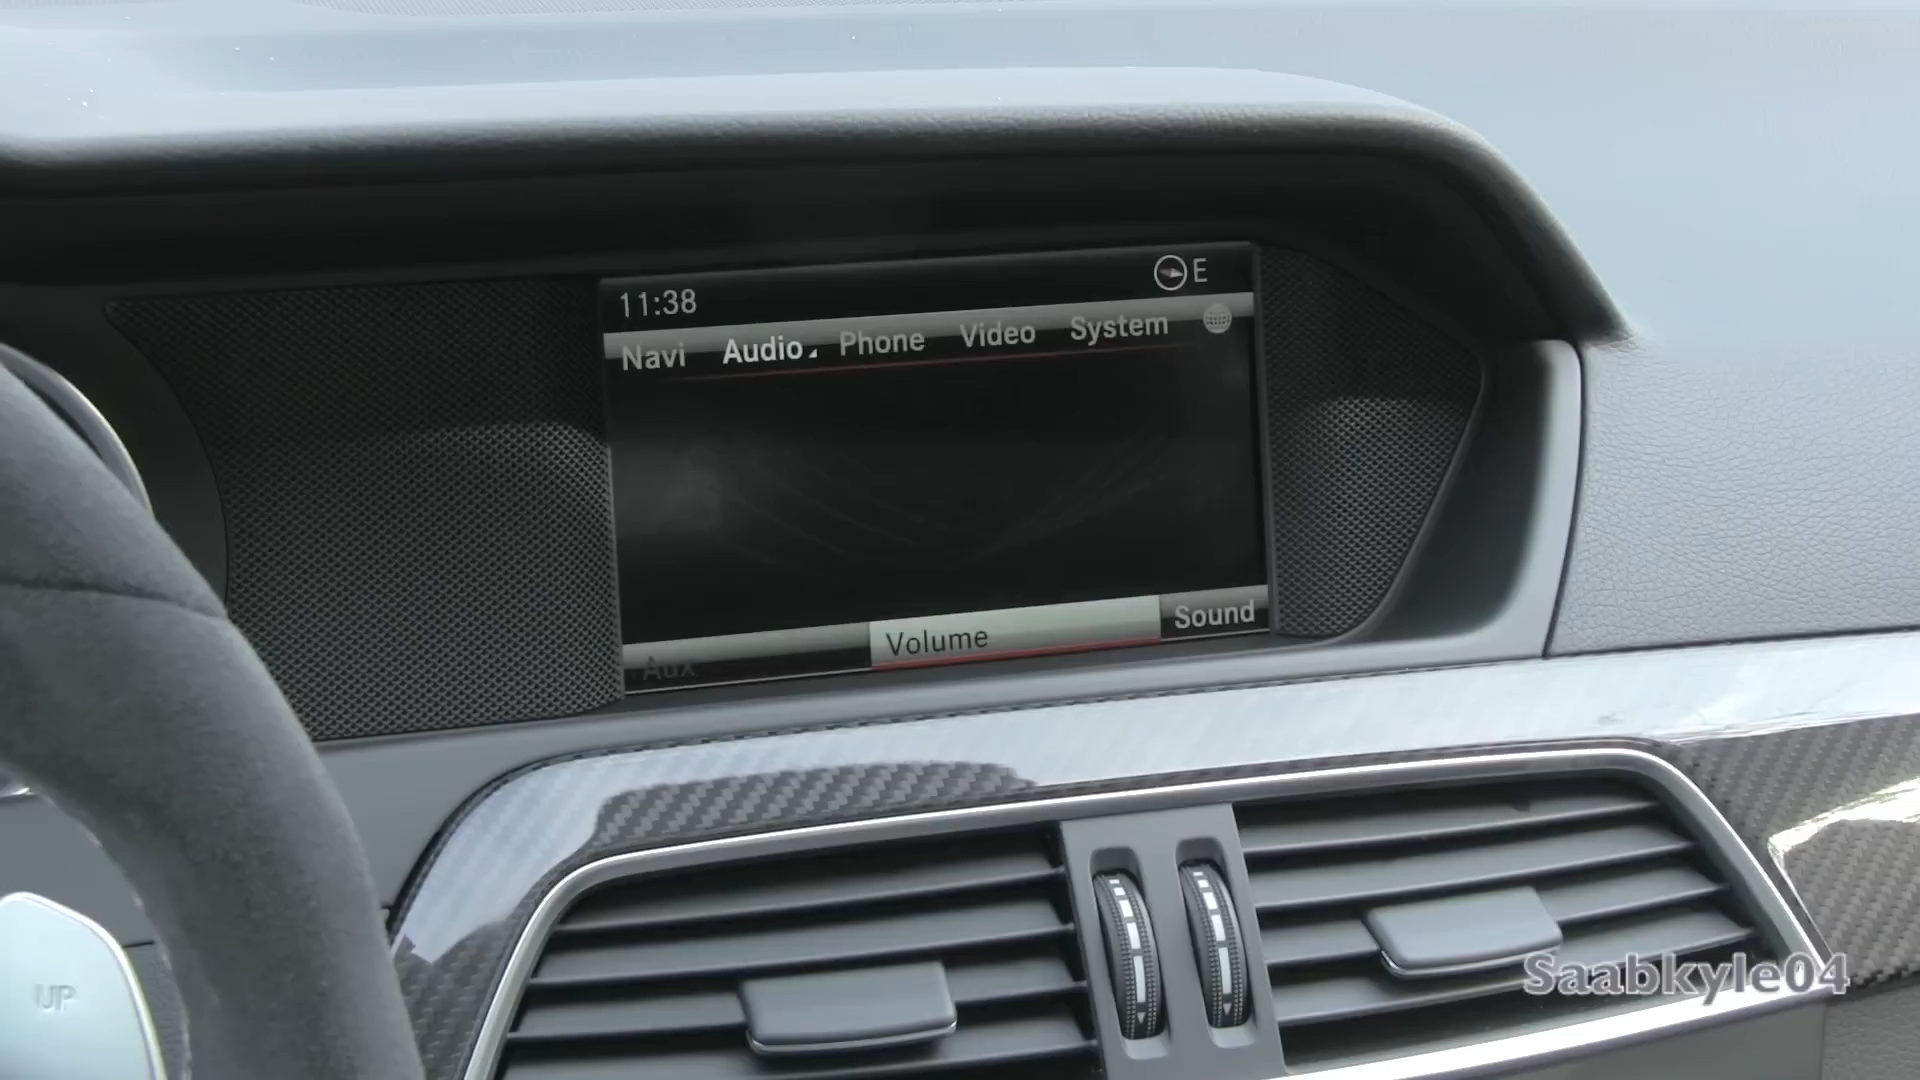 11:38 E
Navi Audio Phone Video System
Aux Volume Sound
UP
Saabkyle04